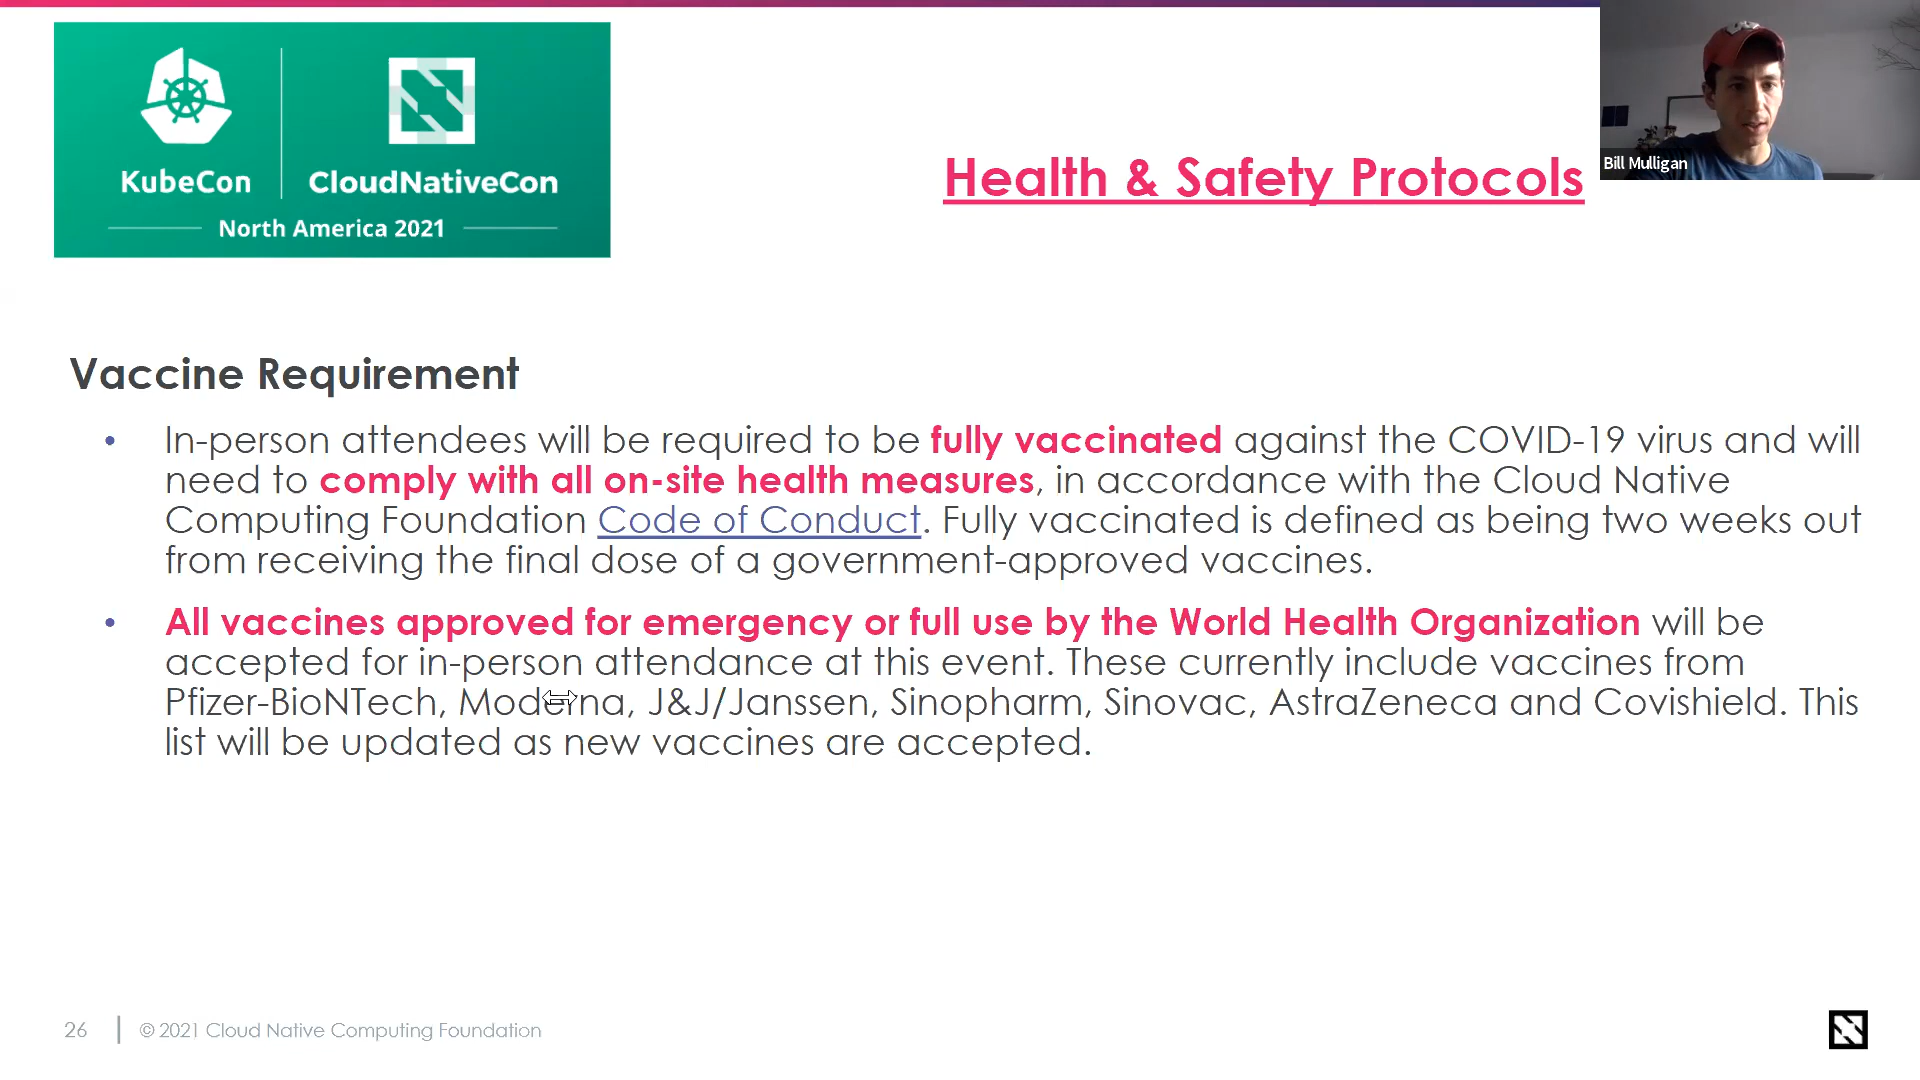 KubeCon
CloudNativeCon
North America 2021
Health & Safety Protocols
Bill Mulligan
Vaccine Requirement
• In-person attendees will be required to be fully vaccinated against the COVID-19 virus and will
need to comply with all on-site health measures, in accordance with the Cloud Native
Computing Foundation Code of Conduct. Fully vaccinated is defined as being two weeks out
from receiving the final dose of a government-approved vaccines.
• All vaccines approved for emergency or full use by the World Health Organization will be
accepted for in-person attendance at this event. These currently include vaccines from
Pfizer-BioNTech, Moderna, J&J/Janssen, Sinopharm, Sinovac, AstraZeneca and Covishield. This
list will be updated as new vaccines are accepted.
26
© 2021 Cloud Native Computing Foundation